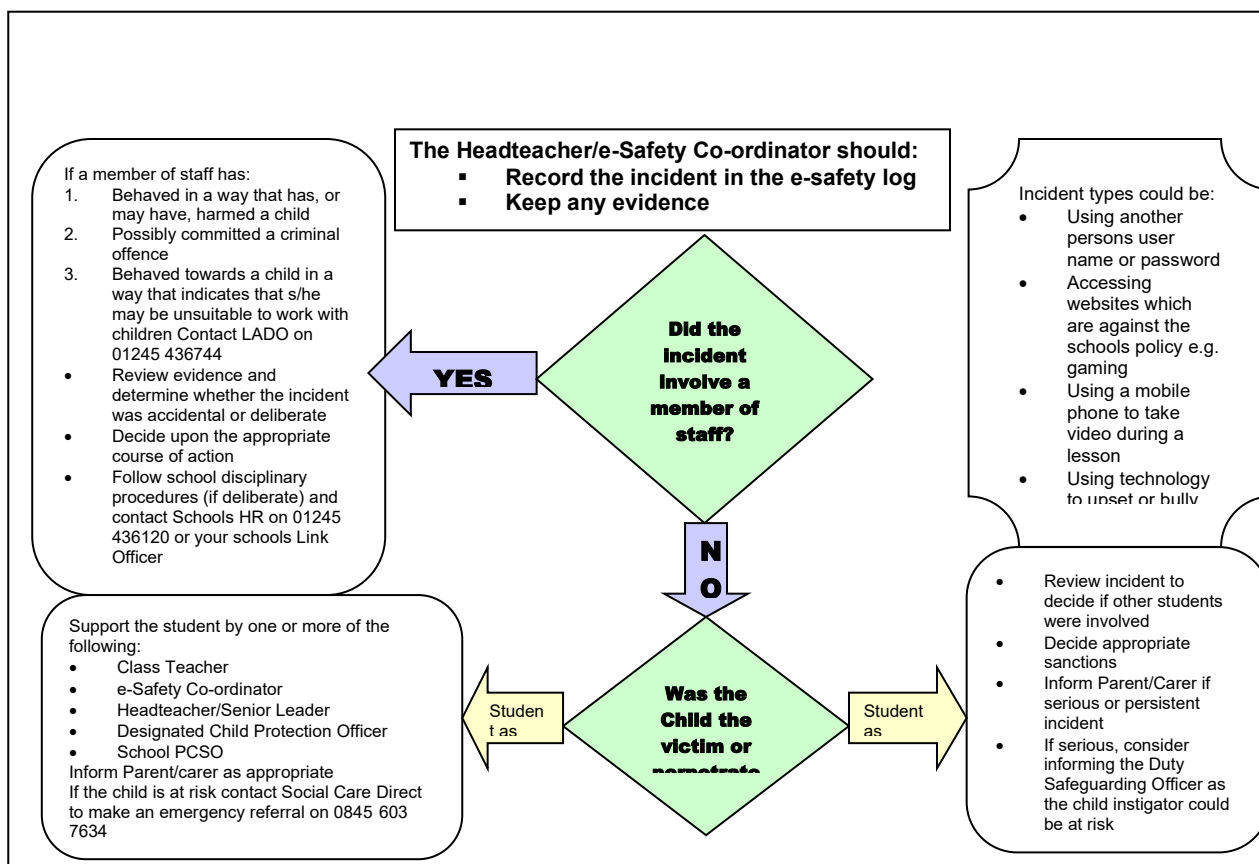 The Headteacher/e-Safety Co-ordinator should:
▪ Record the incident in the e-safety log
▪ Keep any evidence
If a member of staff has:
1. Behaved in a way that has, or
may have, harmed a child
2. Possibly committed a criminal
offence
3. Behaved towards a child in a
way that indicates that s/he
may be unsuitable to work with
children Contact LADO on
01245 436744
• Review evidence and
determine whether the incident
was accidental or deliberate
• Decide upon the appropriate
course of action
• Follow school disciplinary
procedures (if deliberate) and
contact Schools HR on 01245
436120 or your schools Link
Officer
YES
Did the
incident
involve a
member of
staff?
Incident types could be:
• Using another
persons user
name or password
• Accessing
websites which
are against the
schools policy e.g.
gaming
• Using a mobile
phone to take
video during a
lesson
• Using technology
to upset or bully
N
O
Support the student by one or more of the
following:
• Class Teacher
• e-Safety Co-ordinator
• Headteacher/Senior Leader
• Designated Child Protection Officer
• School PCSO
Inform Parent/carer as appropriate
If the child is at risk contact Social Care Direct
to make an emergency referral on 0845 603
7634
Studen
t as
Was the
Child the
victim or
perpetrate
Student
as
• Review incident to
decide if other students
were involved
• Decide appropriate
sanctions
• Inform Parent/Carer if
serious or persistent
incident
• If serious, consider
informing the Duty
Safeguarding Officer as
the child instigator could
be at risk